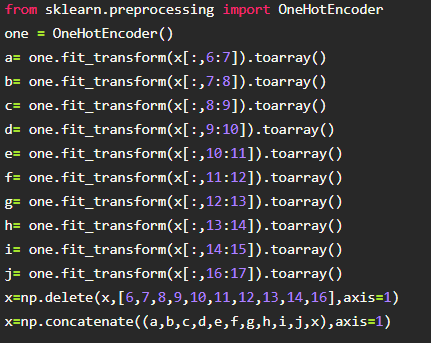 from sklearn.preprocessing import OneHotEncoder
one = OneHotEncoder()
a= one.fit_transform(x[:,6:7]).toarray()
b= one.fit_transform(x[:,7:8]).toarray()
c= one.fit_transform(x[:,8:9]).toarray()
d= one.fit_transform(x[:,9:10]).toarray()
e= one.fit_transform(x[:,10:11]).toarray()
f= one.fit_transform(x[:,11:12]).toarray()
g= one.fit_transform(x[:,12:13]).toarray()
h= one.fit_transform(x[:,13:14]).toarray()
i= one.fit_transform(x[:,14:15]).toarray()
j= one.fit_transform(x[:,16:17]).toarray()
x=np.delete(x,[6,7,8,9,10,11,12,13,14,16],axis=1)
x=np.concatenate((a,b,c,d,e,f,g,h,i,j,x),axis=1)